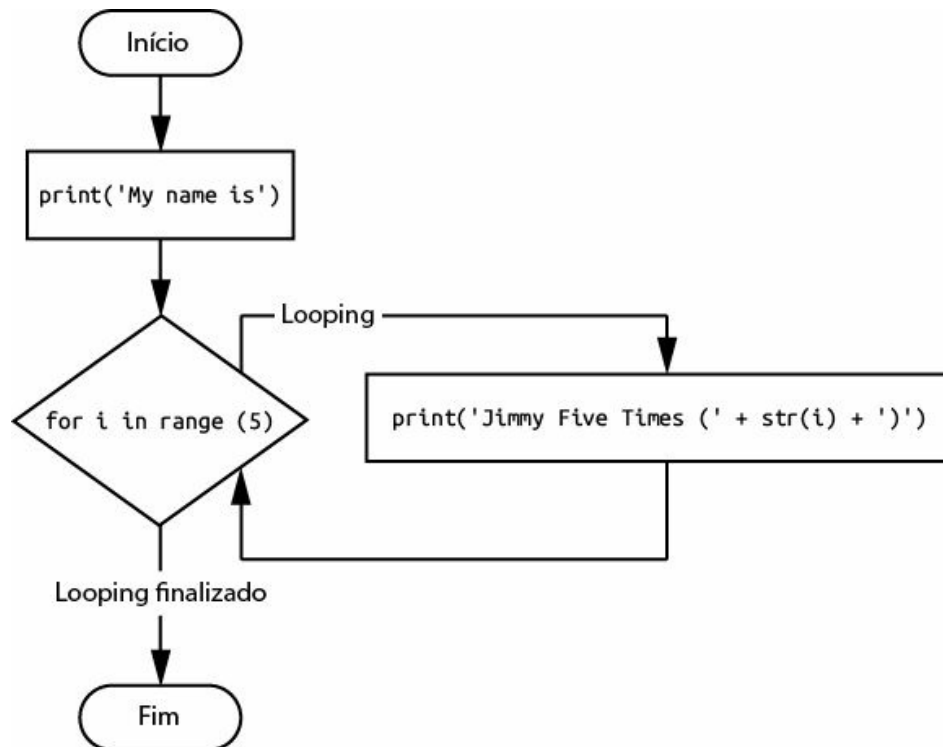 Início
print('My name is')
Looping
for i in range (5)
print('Jimmy Five Times (' + str(i) + ')')
Looping finalizado
Fim